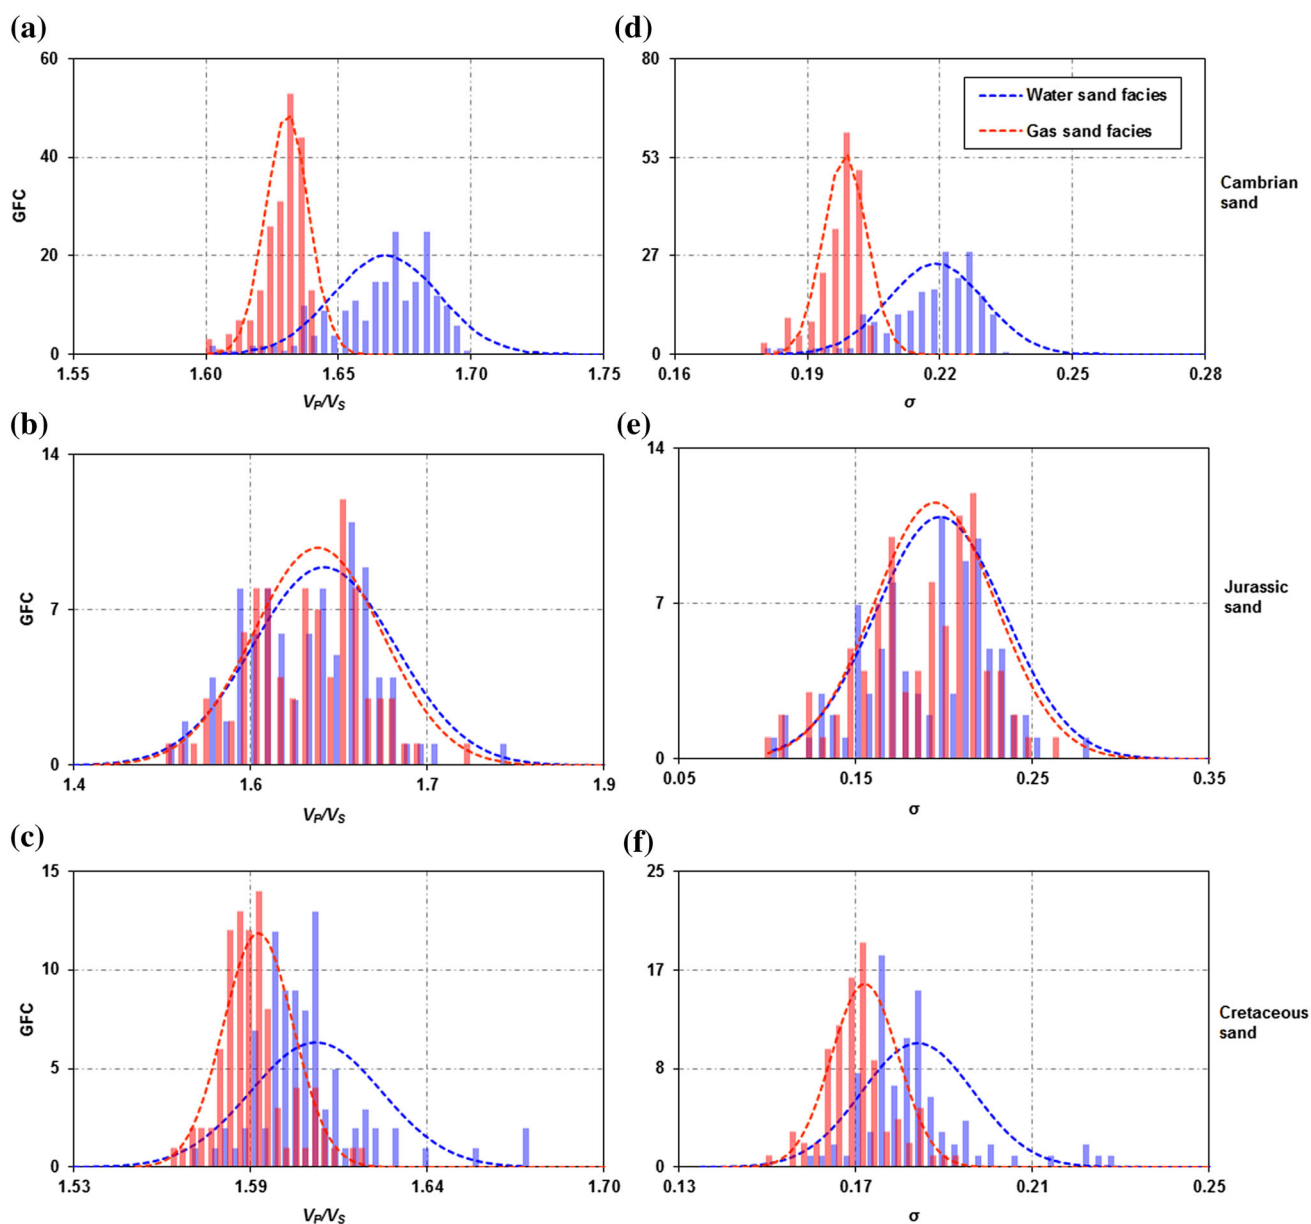 (a)
60
40
20
0
GFC
1.55 1.60 1.65 1.70 1.75
VP/VS
(d)
80
53
27
0
Water sand facies
Gas sand facies
0.16 0.19 0.22 0.25 0.28
σ
Cambrian
sand
(b)
14
7
0
GFC
1.4 1.6 1.7 1.9
VP/VS
(e)
14
7
0
0.05 0.15 0.25 0.35
σ
Jurassic
sand
(c)
15
10
5
0
GFC
1.53 1.59 1.64 1.70
VP/VS
(f)
25
17
8
0
0.13 0.17 0.21 0.25
σ
Cretaceous
sand